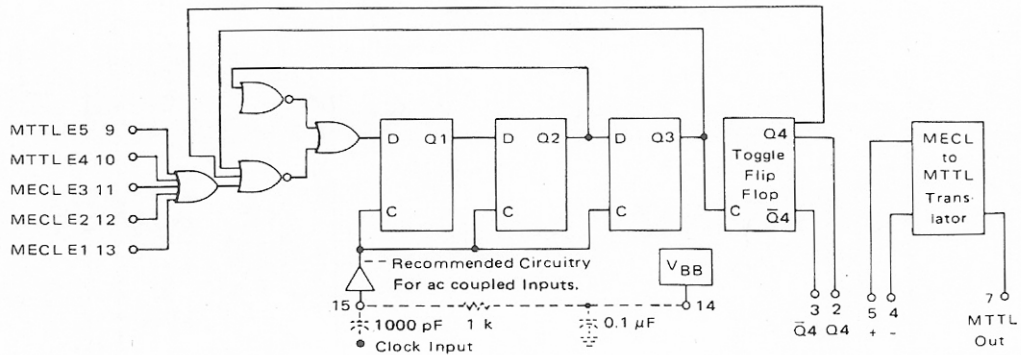 MTTL E5 9
MTTL E4 10
MECL E3 11
MECL E2 12
MECL E1 13
D Q1
C
D Q2
C
D Q3
C
Q4
Toggle
Flip
Flop
C Q̅4
MECL
to
MTTL
Trans-
lator
Recommended Circuitry
For ac coupled Inputs.
VBB
15
14
1000 pF
1 k
0.1 µF
Clock Input
3
Q̅4
2
Q4
5
+
4
-
7
MTTL
Out